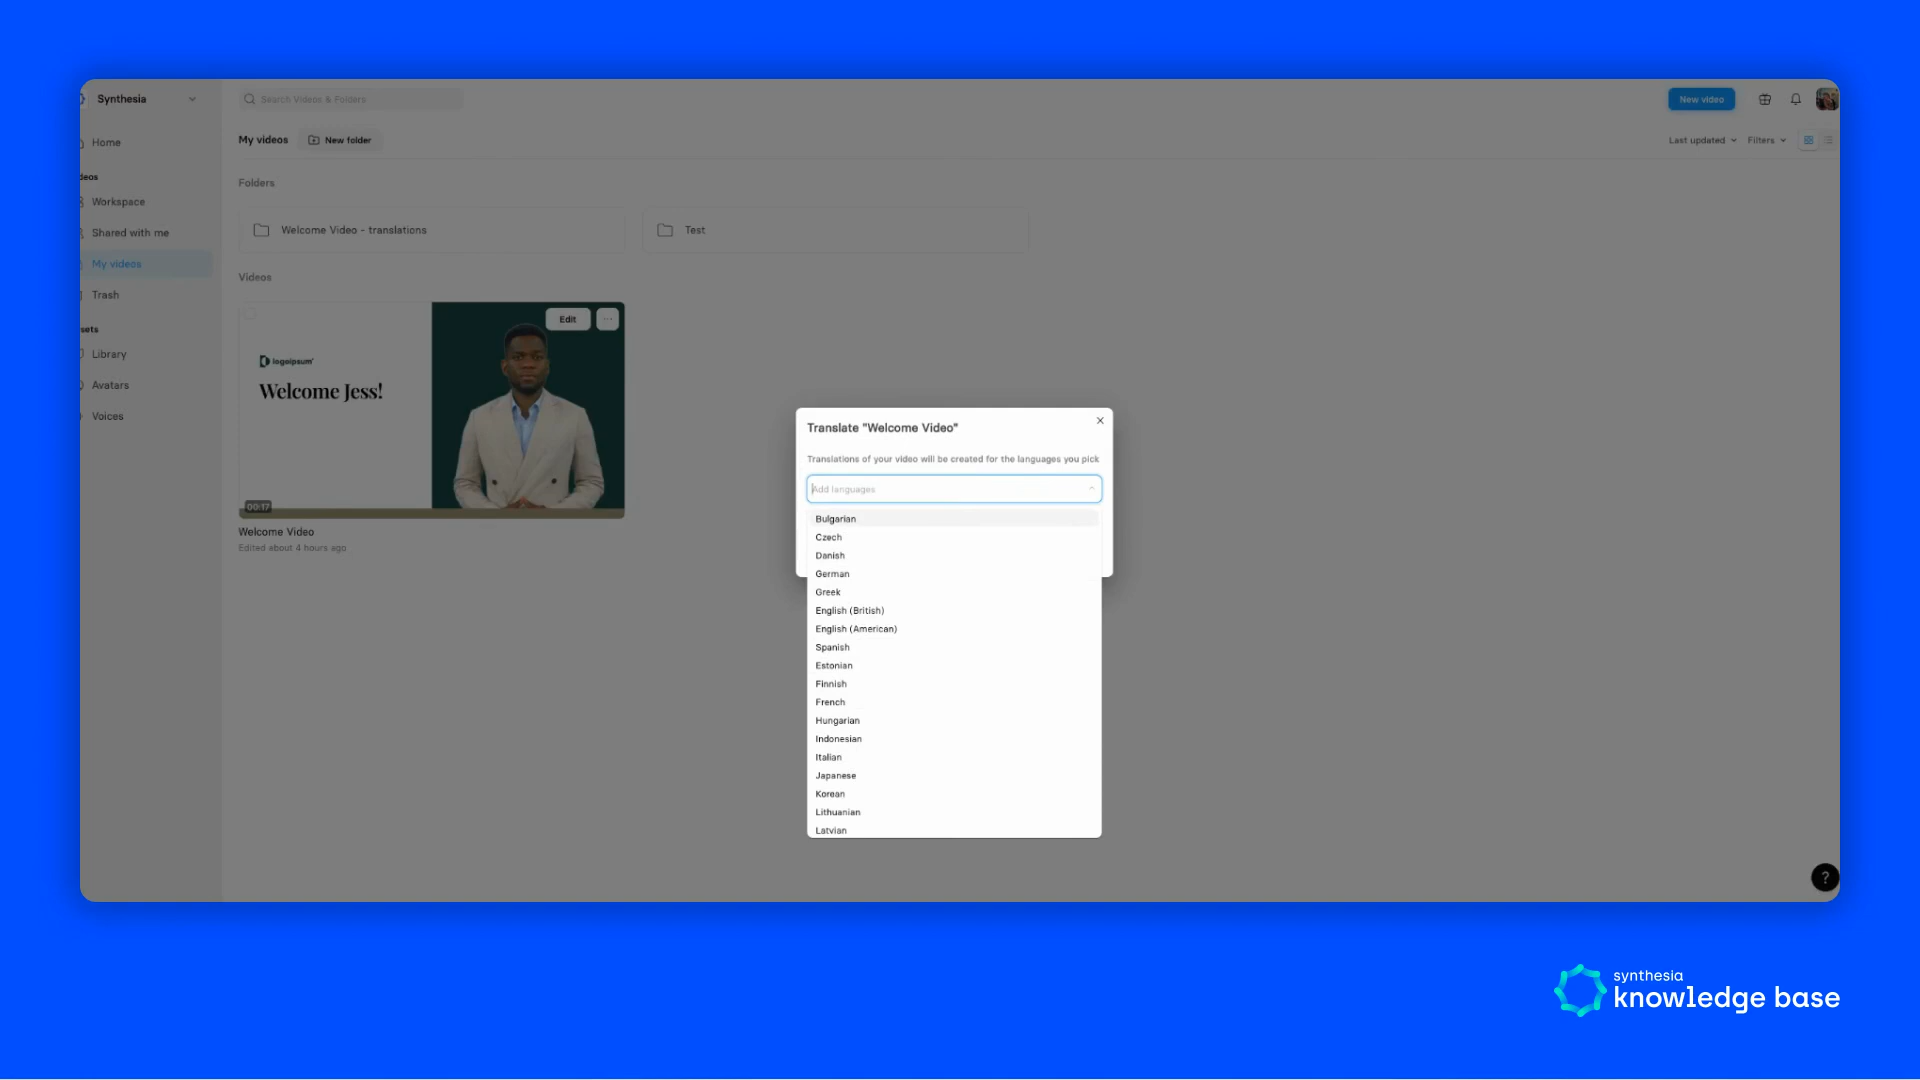 Synthesia
Search Videos & Folders
New video
Home
My videos
New folder
Last updated
Filters
deos
Workspace
Shared with me
My videos
Trash
sets
Library
Avatars
Voices
Folders
Welcome Video - translations
Test
Videos
Edit
...
logoipsum'
Welcome Jess!
00:17
Welcome Video
Edited about 4 hours ago
Translate "Welcome Video"
Translations of your video will be created for the languages you pick
Add languages
Bulgarian
Czech
Danish
German
Greek
English (British)
English (American)
Spanish
Estonian
Finnish
French
Hungarian
Indonesian
Italian
Japanese
Korean
Lithuanian
Latvian
?
synthesia
knowledge base